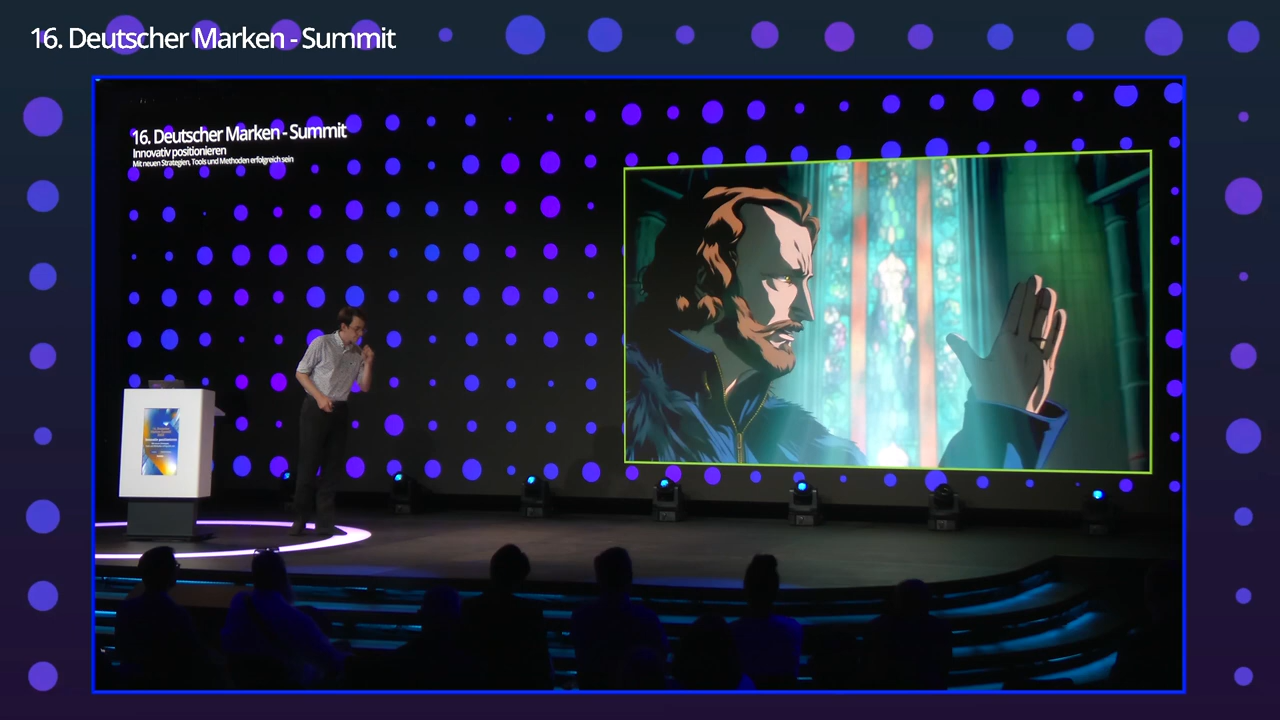 16. Deutscher Marken - Summit
16. Deutscher Marken - Summit
Innovativ positionieren
Mit neuen Strategien, Tools und Methoden erfolgreich sein